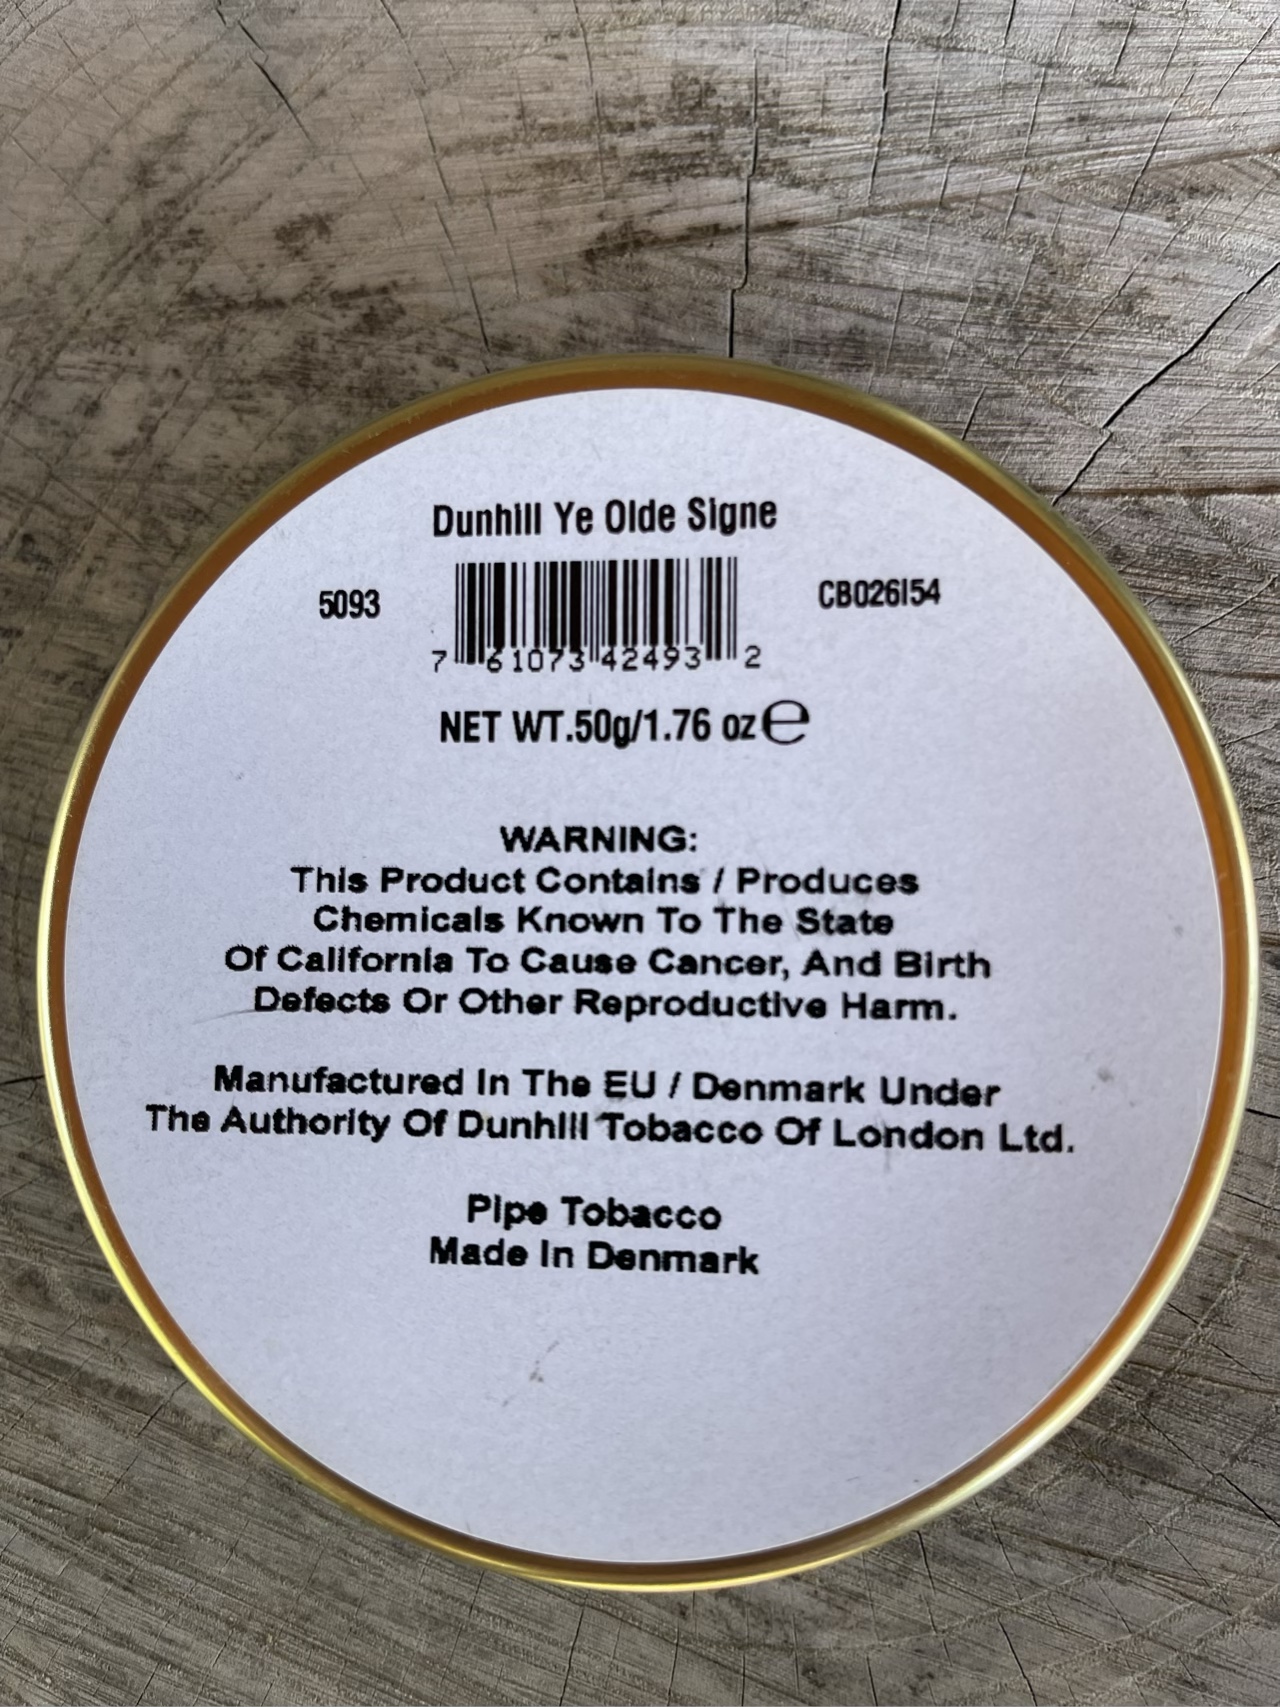 Dunhill Ye Olde Signe
5093
CB026154
7 61073 42493 2
NET WT.50g/1.76 oz ℮
WARNING:
This Product Contains / Produces
Chemicals Known To The State
Of California To Cause Cancer, And Birth
Defects Or Other Reproductive Harm.
Manufactured In The EU / Denmark Under
The Authority Of Dunhill Tobacco Of London Ltd.
Pipe Tobacco
Made In Denmark